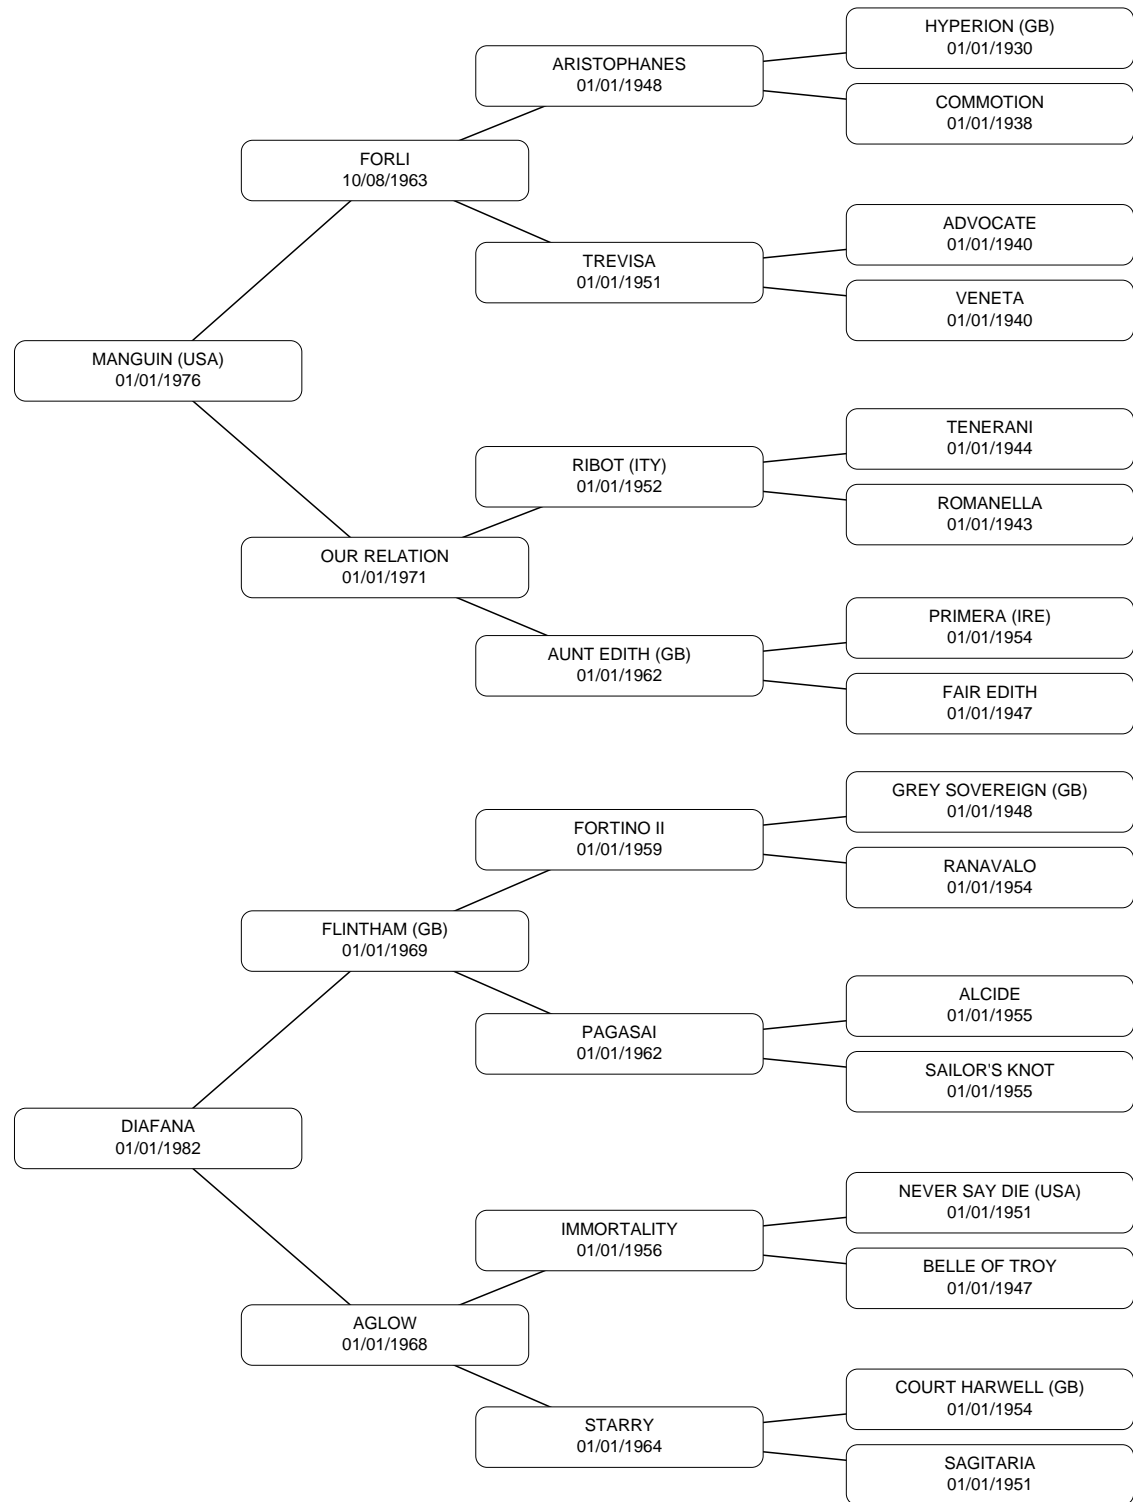 HYPERION (GB)
01/01/1930
ARISTOPHANES
01/01/1948
COMMOTION
01/01/1938
FORLI
10/08/1963
ADVOCATE
01/01/1940
TREVISA
01/01/1951
VENETA
01/01/1940
MANGUIN (USA)
01/01/1976
TENERANI
01/01/1944
RIBOT (ITY)
01/01/1952
ROMANELLA
01/01/1943
OUR RELATION
01/01/1971
PRIMERA (IRE)
01/01/1954
AUNT EDITH (GB)
01/01/1962
FAIR EDITH
01/01/1947
GREY SOVEREIGN (GB)
01/01/1948
FORTINO II
01/01/1959
RANAVALO
01/01/1954
FLINTHAM (GB)
01/01/1969
ALCIDE
01/01/1955
PAGASAI
01/01/1962
SAILOR'S KNOT
01/01/1955
DIAFANA
01/01/1982
NEVER SAY DIE (USA)
01/01/1951
IMMORTALITY
01/01/1956
BELLE OF TROY
01/01/1947
AGLOW
01/01/1968
COURT HARWELL (GB)
01/01/1954
STARRY
01/01/1964
SAGITARIA
01/01/1951